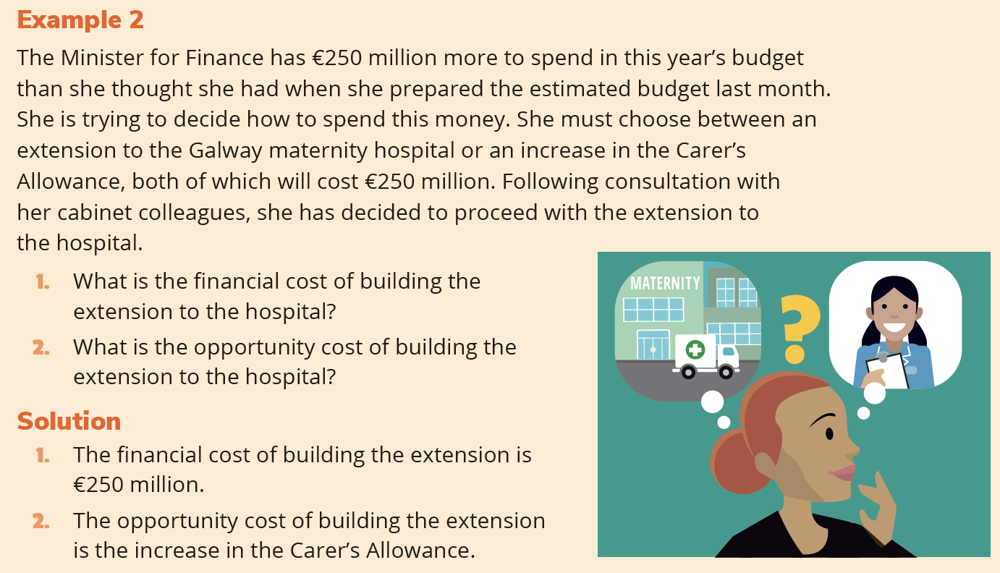 Example 2
The Minister for Finance has €250 million more to spend in this year’s budget
than she thought she had when she prepared the estimated budget last month.
She is trying to decide how to spend this money. She must choose between an
extension to the Galway maternity hospital or an increase in the Carer’s
Allowance, both of which will cost €250 million. Following consultation with
her cabinet colleagues, she has decided to proceed with the extension to
the hospital.
1. What is the financial cost of building the
extension to the hospital?
2. What is the opportunity cost of building the
extension to the hospital?
Solution
1. The financial cost of building the extension is
€250 million.
2. The opportunity cost of building the extension
is the increase in the Carer’s Allowance.
MATERNITY
?